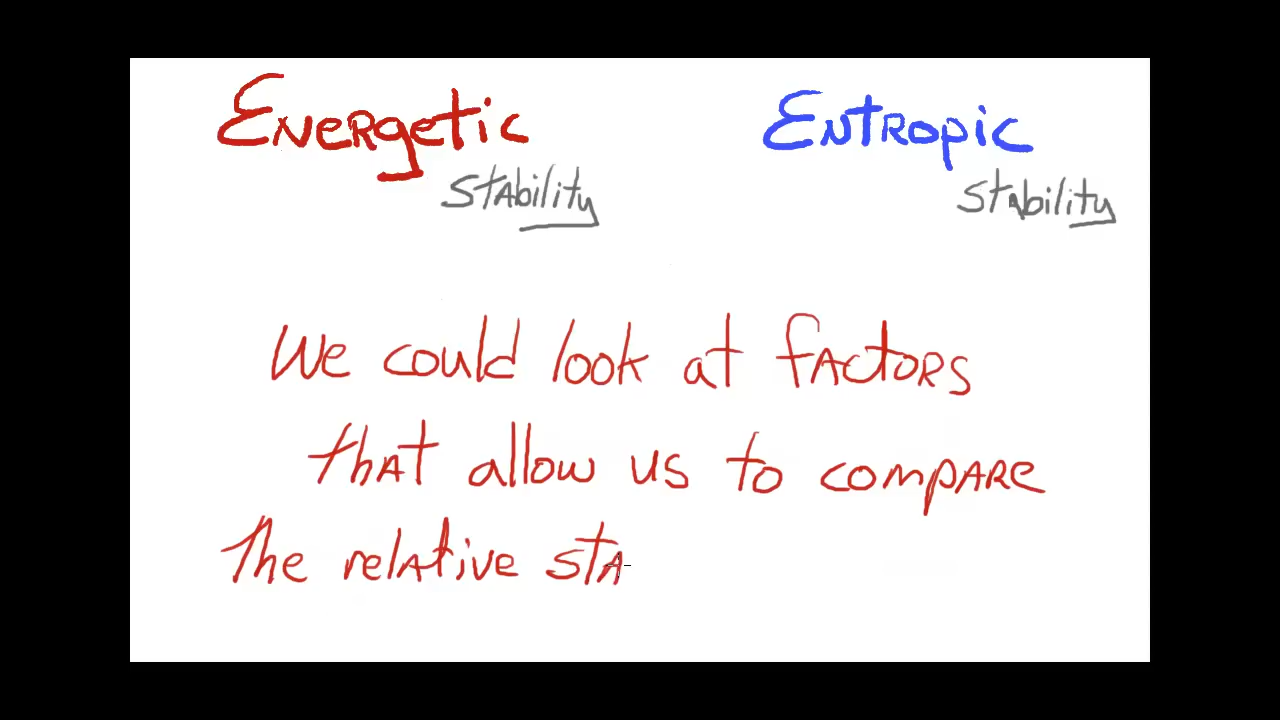 Energetic Entropic
Stability Stability
We could look at factors
that allow us to compare
The relative sta